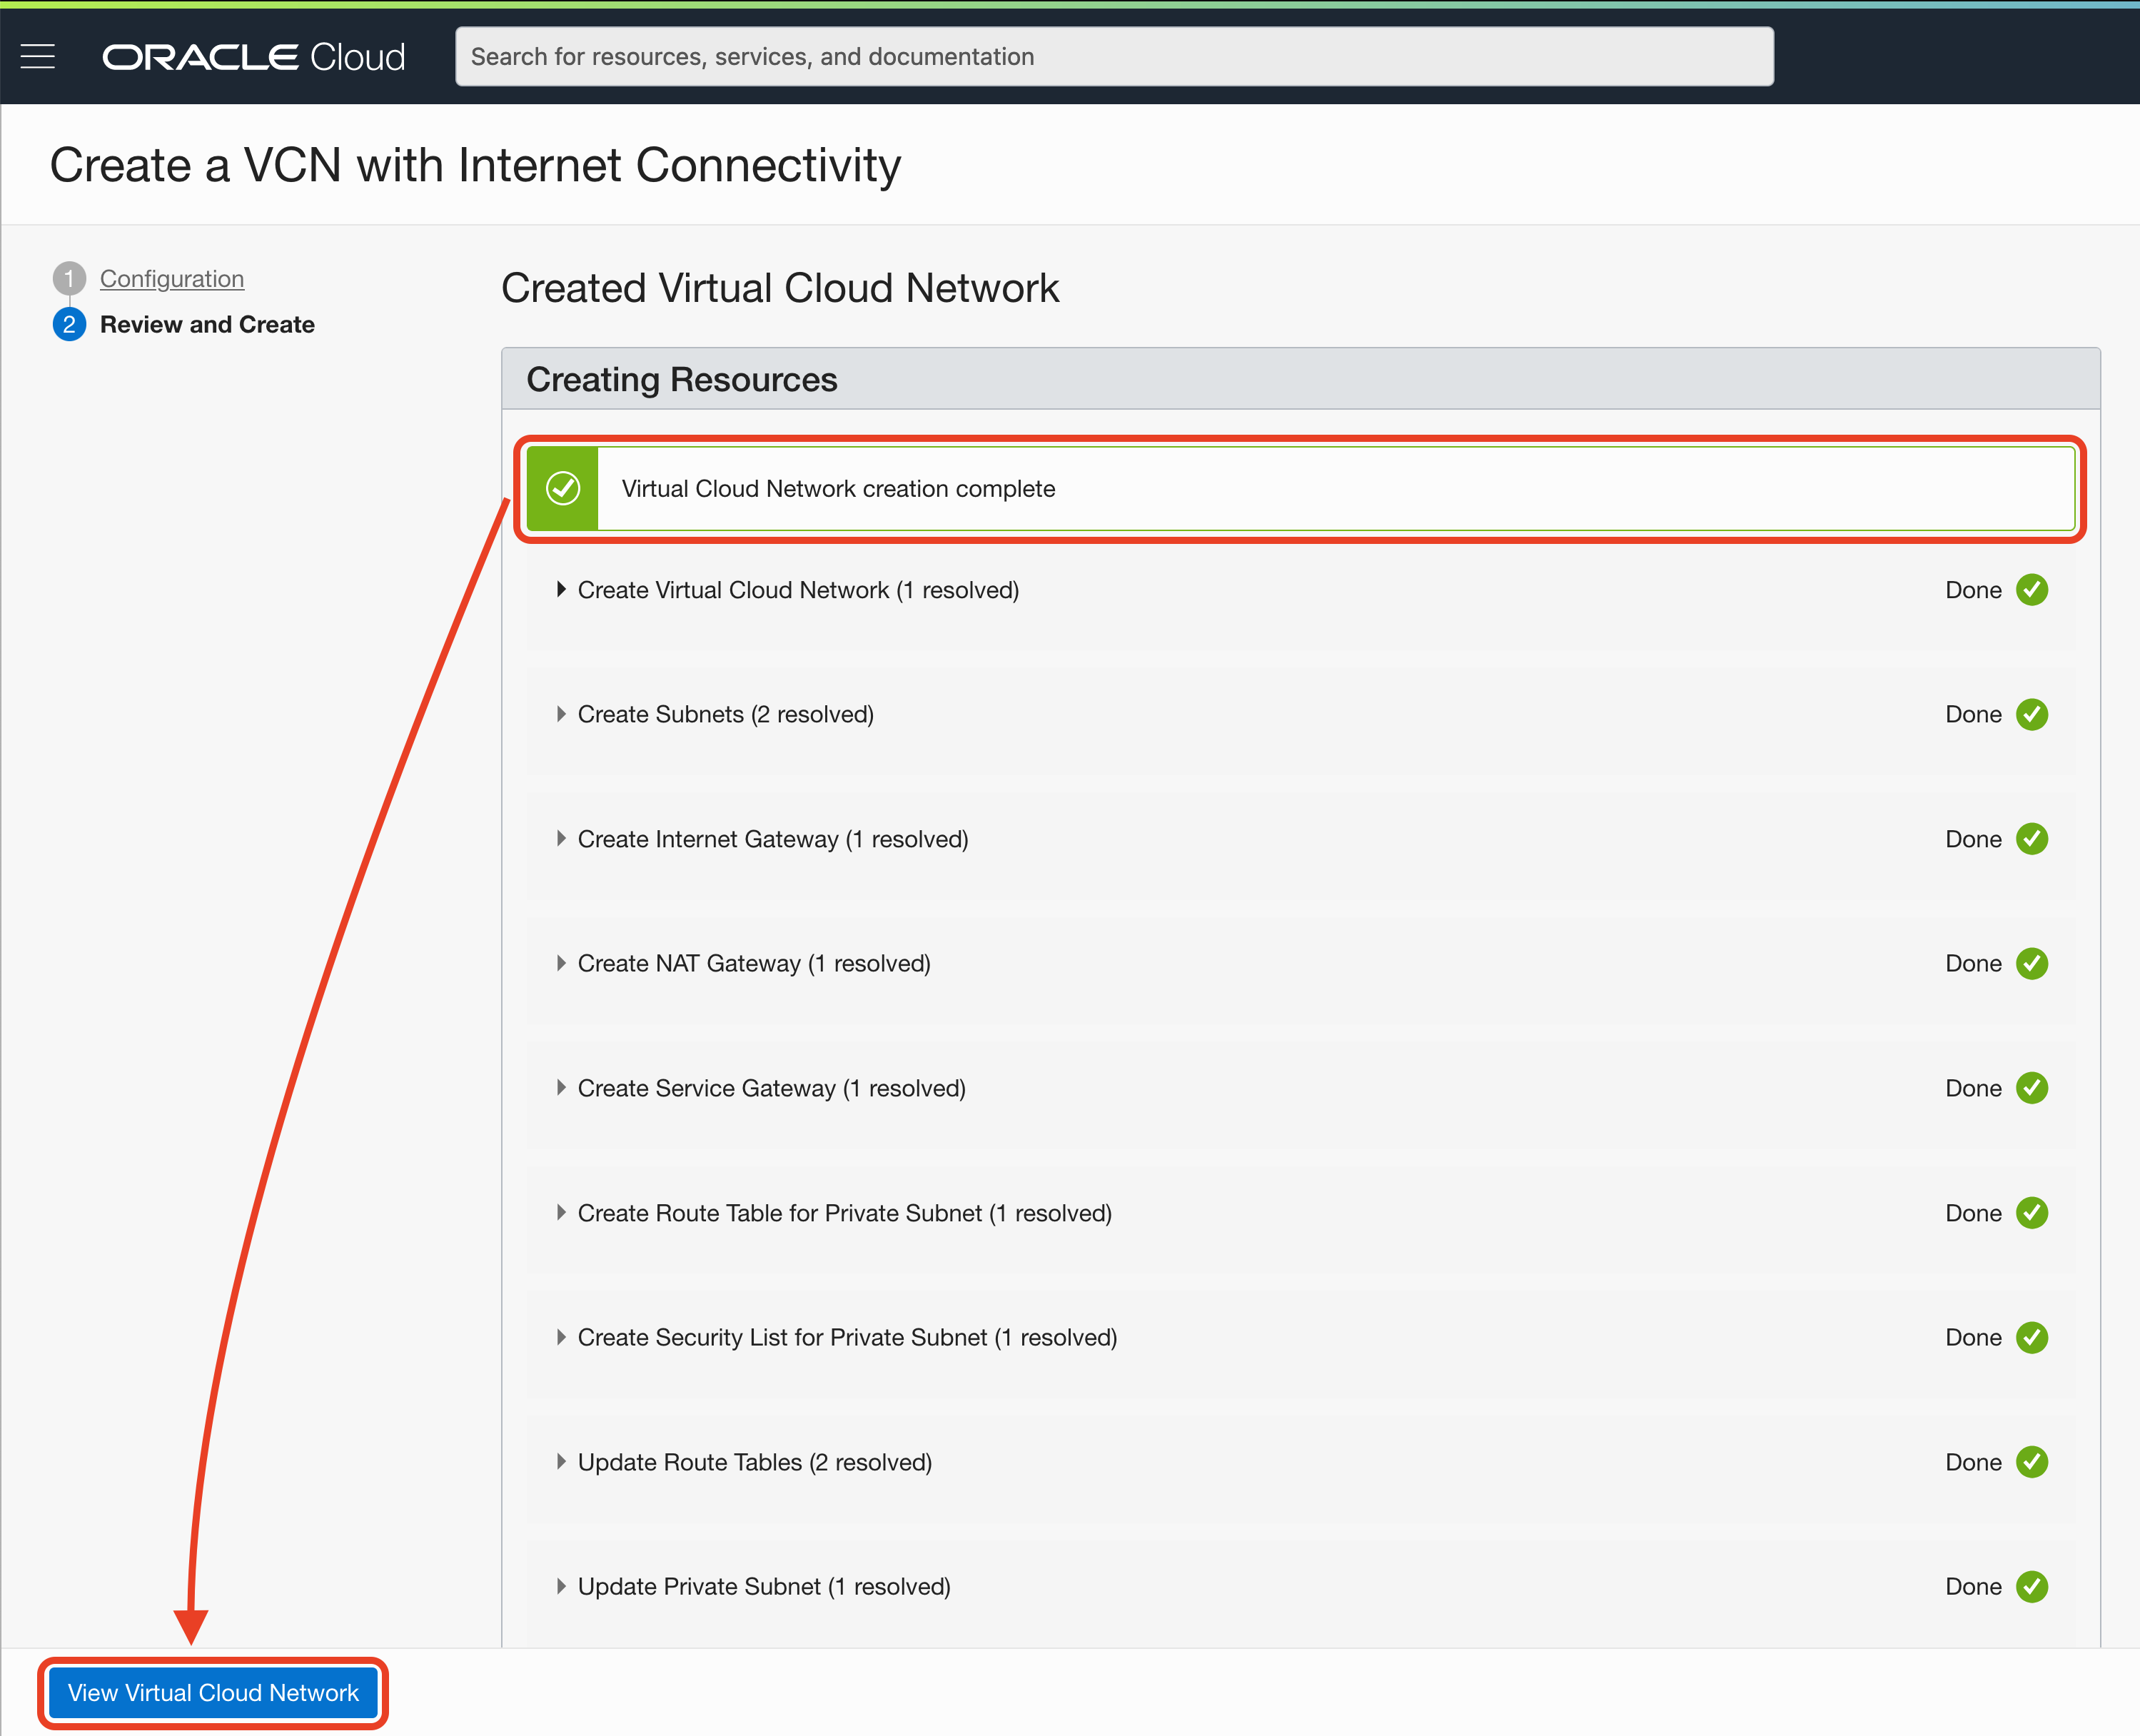 ORACLE Cloud
Search for resources, services, and documentation
Create a VCN with Internet Connectivity
1 Configuration
2 Review and Create
Created Virtual Cloud Network
Creating Resources
Virtual Cloud Network creation complete
Create Virtual Cloud Network (1 resolved) Done
Create Subnets (2 resolved) Done
Create Internet Gateway (1 resolved) Done
Create NAT Gateway (1 resolved) Done
Create Service Gateway (1 resolved) Done
Create Route Table for Private Subnet (1 resolved) Done
Create Security List for Private Subnet (1 resolved) Done
Update Route Tables (2 resolved) Done
Update Private Subnet (1 resolved) Done
View Virtual Cloud Network